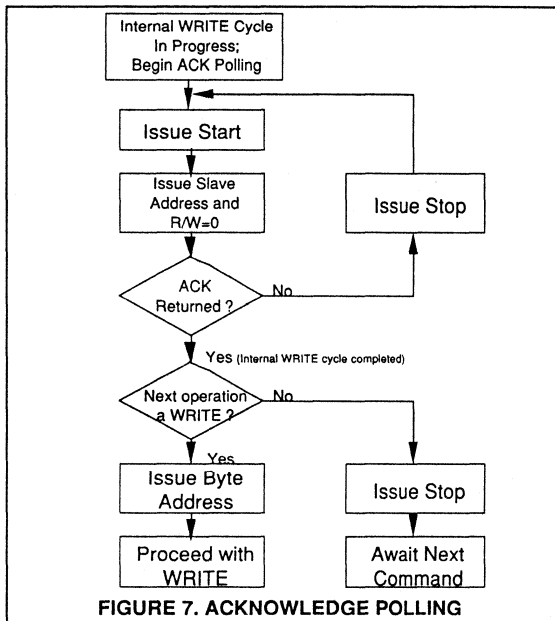 Internal WRITE Cycle
In Progress;
Begin ACK Polling
Issue Start
Issue Slave
Address and
R/W=0
Issue Stop
ACK
Returned ?
No
Yes (Internal WRITE cycle completed)
Next operation
a WRITE ?
No
Yes
Issue Byte
Address
Issue Stop
Proceed with
WRITE
Await Next
Command
FIGURE 7. ACKNOWLEDGE POLLING